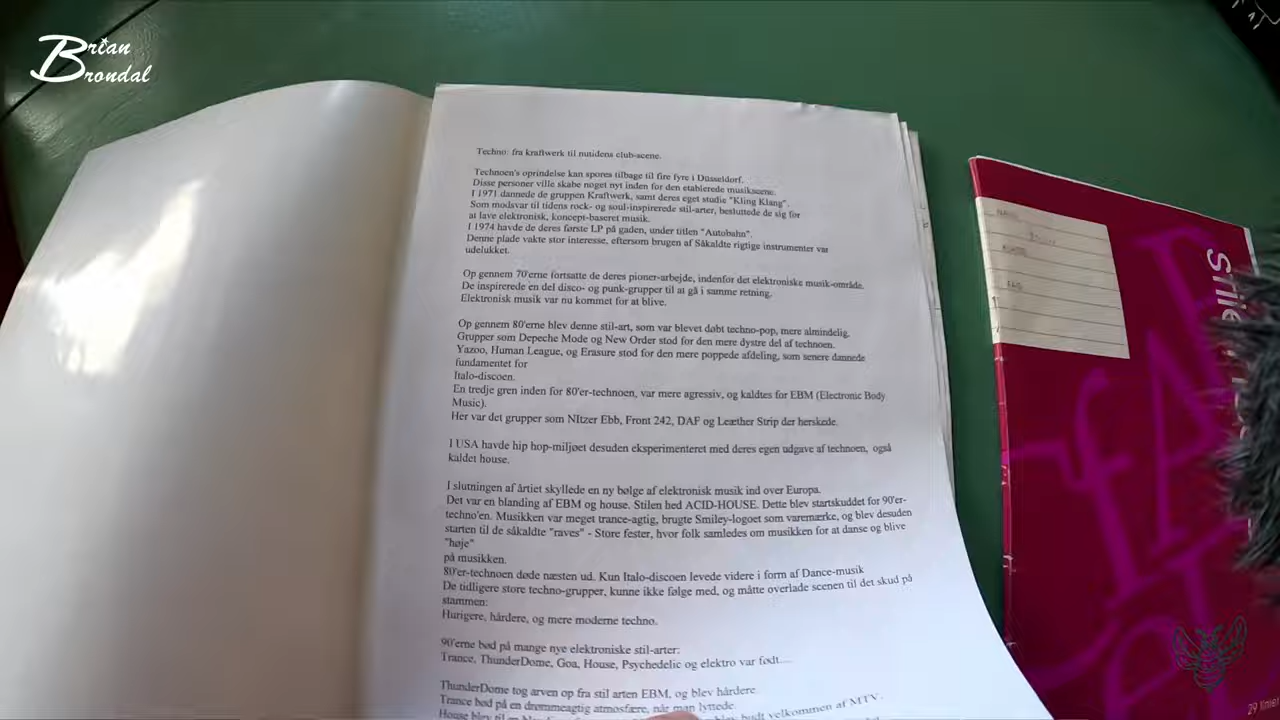 Brian
Brondal
Techno: fra kraftwerk til nutidens club-scene.
Technoen's oprindelse kan spores tilbage til fire fyre i Düsseldorf.
Disse personer ville skabe noget nyt inden for den etablerede musikscene.
I 1971 dannede de gruppen Kraftwerk, samt deres eget studie "Kling Klang".
Som modsvar til tidens rock- og soul-inspirerede stil-arter, besluttede de sig for
at lave elektronisk, koncept-baseret musik.
I 1974 havde de deres første LP på gaden, under titlen "Autobahn".
Denne plade vakte stor interesse, eftersom brugen af Såkaldte rigtige instrumenter var
udelukket.
Op gennem 70'erne fortsatte de deres pioner-arbejde, indenfor det elektroniske musik-område.
De inspirerede en del disco- og punk-grupper til at gå i samme retning.
Elektronisk musik var nu kommet for at blive.
Op gennem 80'erne blev denne stil-art, som var blevet døbt techno-pop, mere almindelig.
Grupper som Depeche Mode og New Order stod for den mere dystre del af technoen.
Yazoo, Human League, og Erasure stod for den mere poppede afdeling, som senere dannede
fundamentet for
Italo-discoen.
En tredje gren inden for 80'er-technoen, var mere agressiv, og kaldtes for EBM (Electronic Body
Music).
Her var det grupper som NItzer Ebb, Front 242, DAF og Leæther Strip der herskede.
I USA havde hip hop-miljøet desuden eksperimenteret med deres egen udgave af technoen, også
kaldet house.
I slutningen af årtiet skyllede en ny bølge af elektronisk musik ind over Europa.
Det var en blanding af EBM og house. Stilen hed ACID-HOUSE. Dette blev startskuddet for 90'er-
techno'en. Musikken var meget trance-agtig, brugte Smiley-logoet som varemærke, og blev desuden
starten til de såkaldte "raves" - Store fester, hvor folk samledes om musikken for at danse og blive
"høje"
på musikken.
80'er-technoen døde næsten ud. Kun Italo-discoen levede videre i form af Dance-musik
De tidligere store techno-grupper, kunne ikke følge med, og måtte overlade scenen til det skud på
stammen:
Hurigere, hårdere, og mere moderne techno.
90'erne bød på mange nye elektroniske stil-arter:
Trance, ThunderDome, Goa, House, Psychedelic og elektro var født....
ThunderDome tog arven op fra stil arten EBM, og blev hårdere
Trance bød på en drømmeagtig atmosfære, når man lyttede.
House blev til en budt velkommen af MTV.
NAVN:
FAG:
29 linier